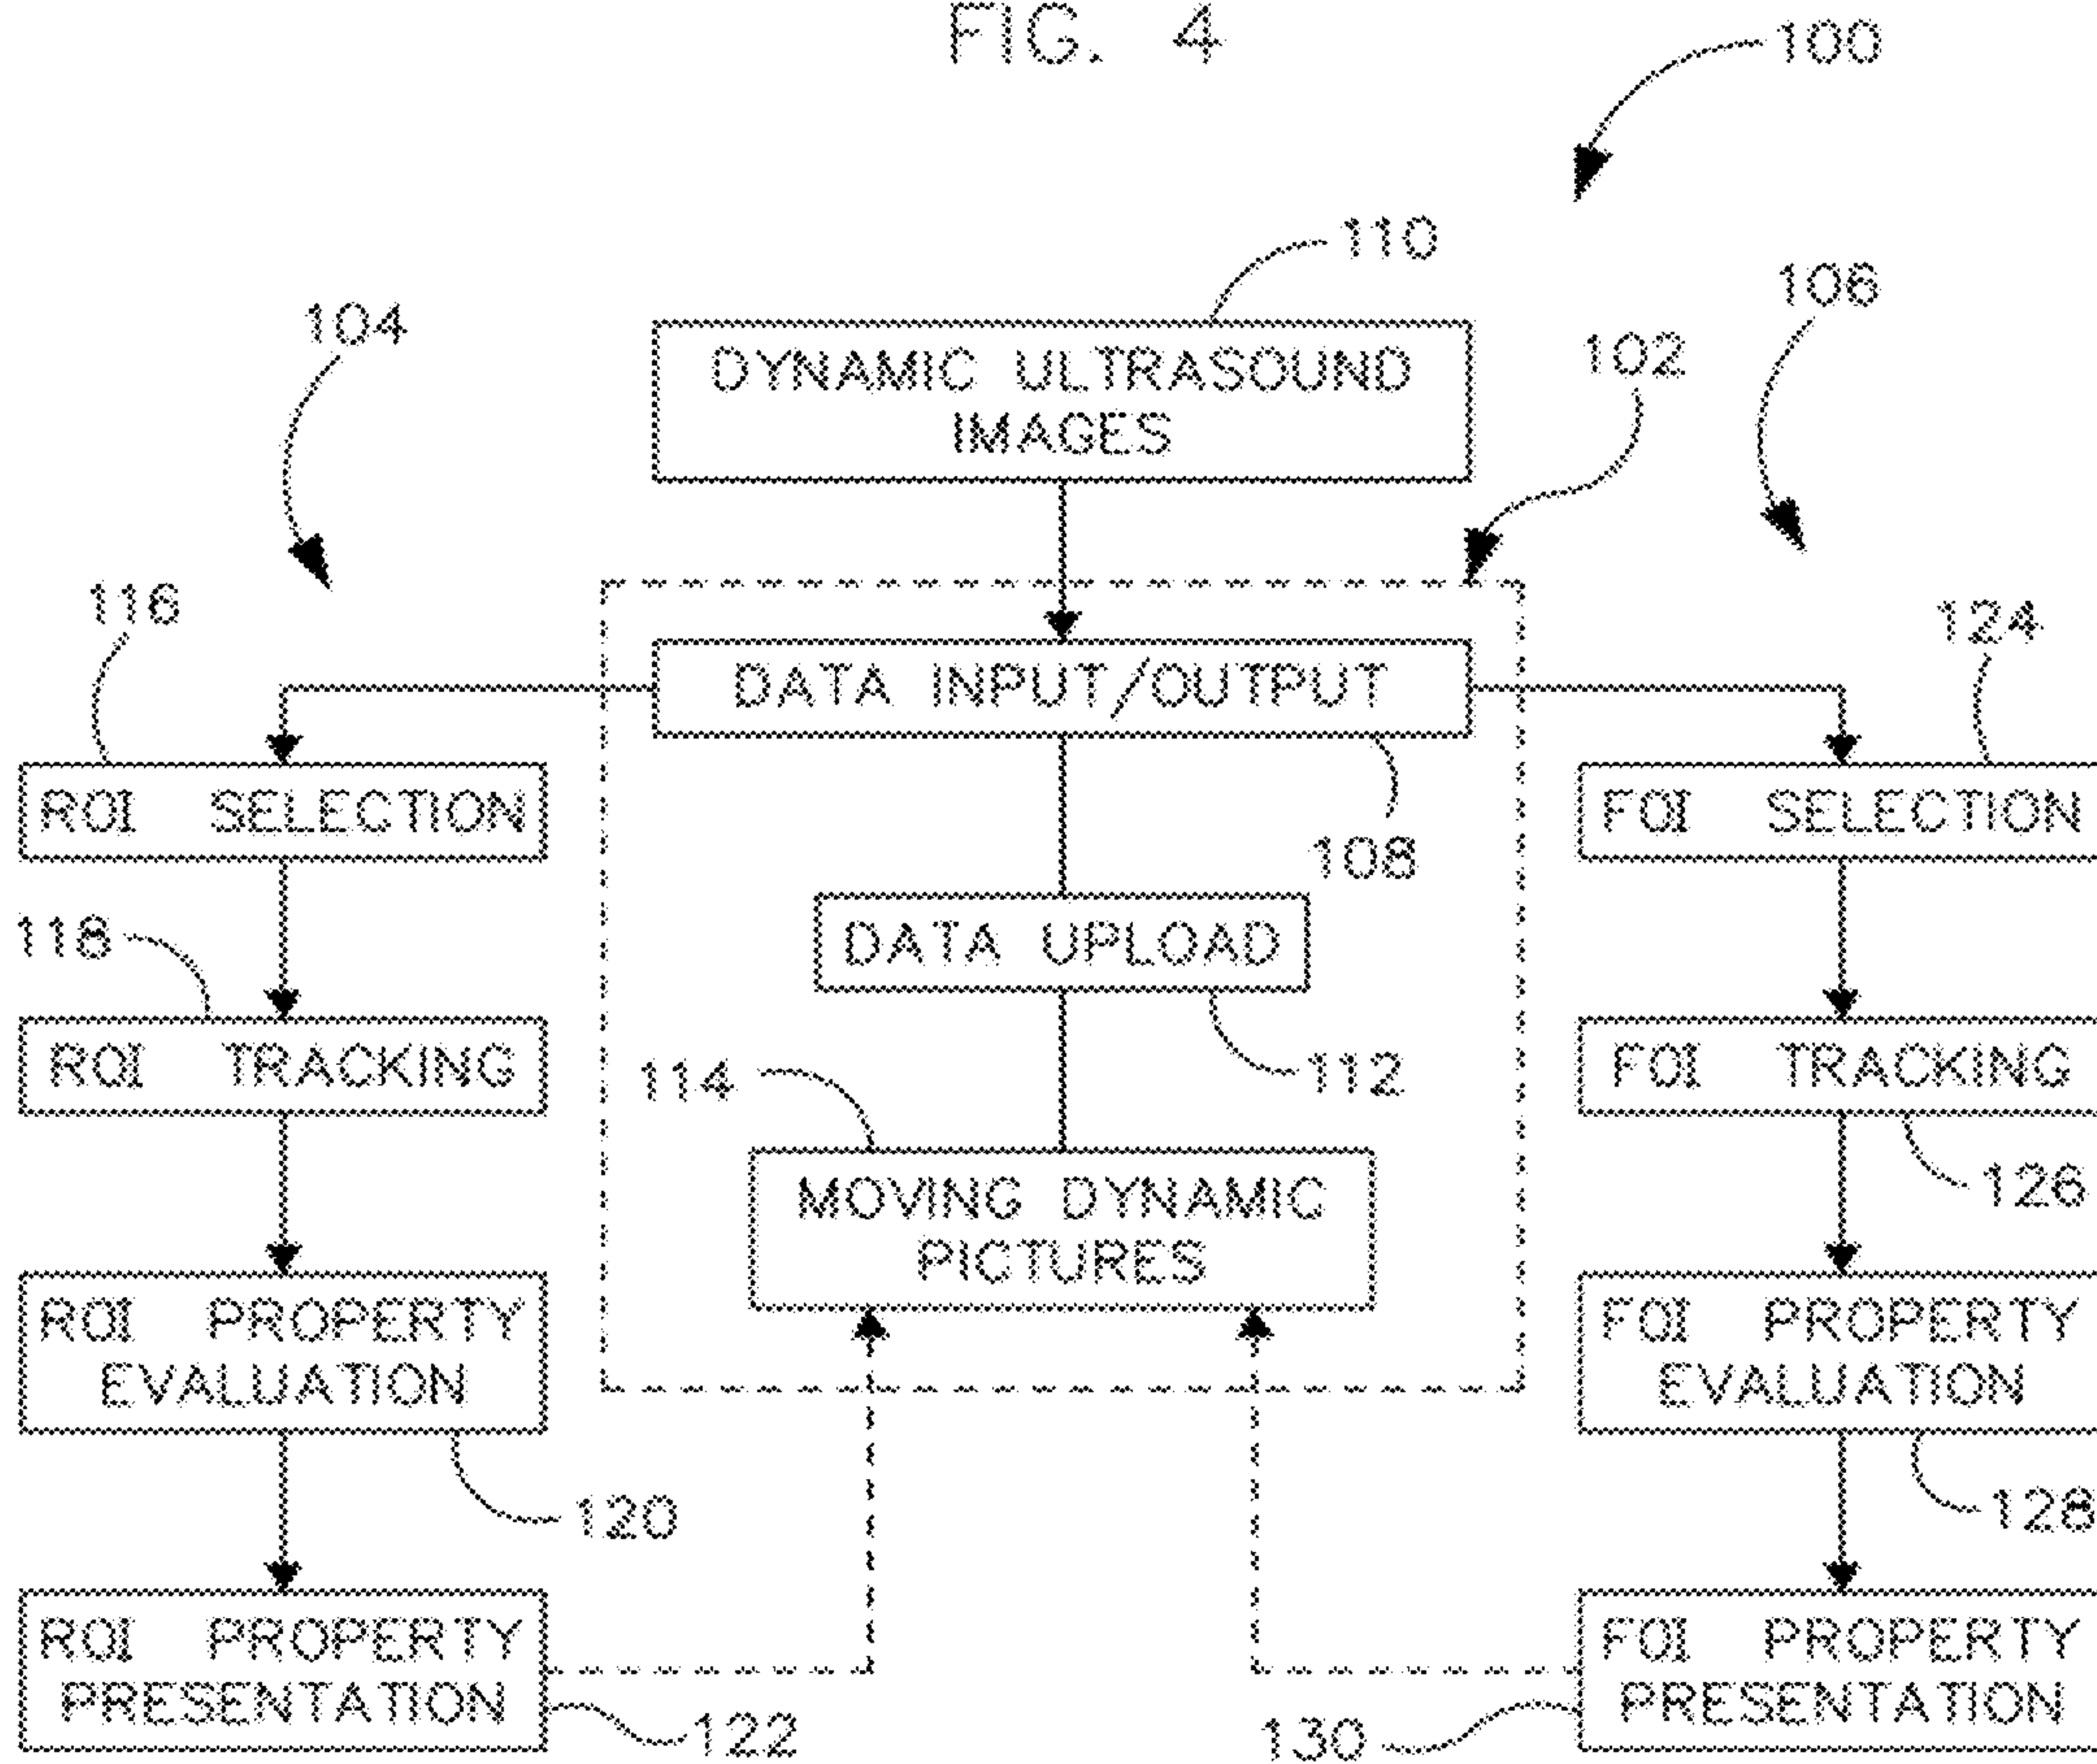 FIG. 4
100
110
106
104
102
DYNAMIC ULTRASOUND
IMAGES
116
124
DATA INPUT/OUTPUT
ROI SELECTION
FOI SELECTION
108
118
DATA UPLOAD
ROI TRACKING
FOI TRACKING
114
112
126
MOVING DYNAMIC
PICTURES
ROI PROPERTY
EVALUATION
FOI PROPERTY
EVALUATION
120
128
ROI PROPERTY
PRESENTATION
FOI PROPERTY
PRESENTATION
122
130